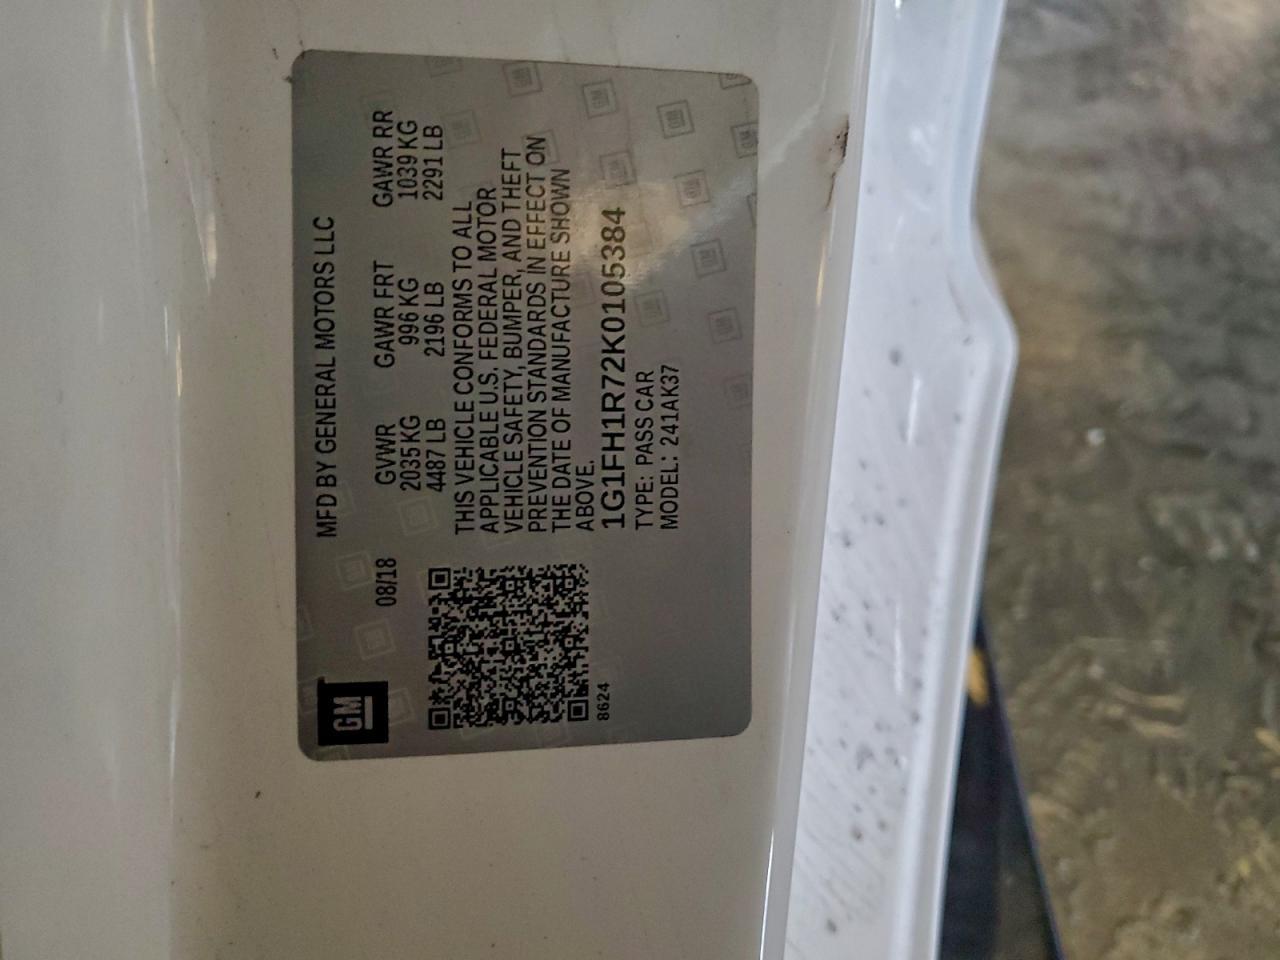 GM
MFD BY GENERAL MOTORS LLC
08/18 GVWR GAWR FRT GAWR RR
2035 KG 996 KG 1039 KG
4487 LB 2196 LB 2291 LB
THIS VEHICLE CONFORMS TO ALL
APPLICABLE U.S. FEDERAL MOTOR
VEHICLE SAFETY, BUMPER, AND THEFT
PREVENTION STANDARDS IN EFFECT ON
THE DATE OF MANUFACTURE SHOWN
ABOVE.
1G1FH1R72K0105384
8624
TYPE: PASS CAR
MODEL: 241AK37